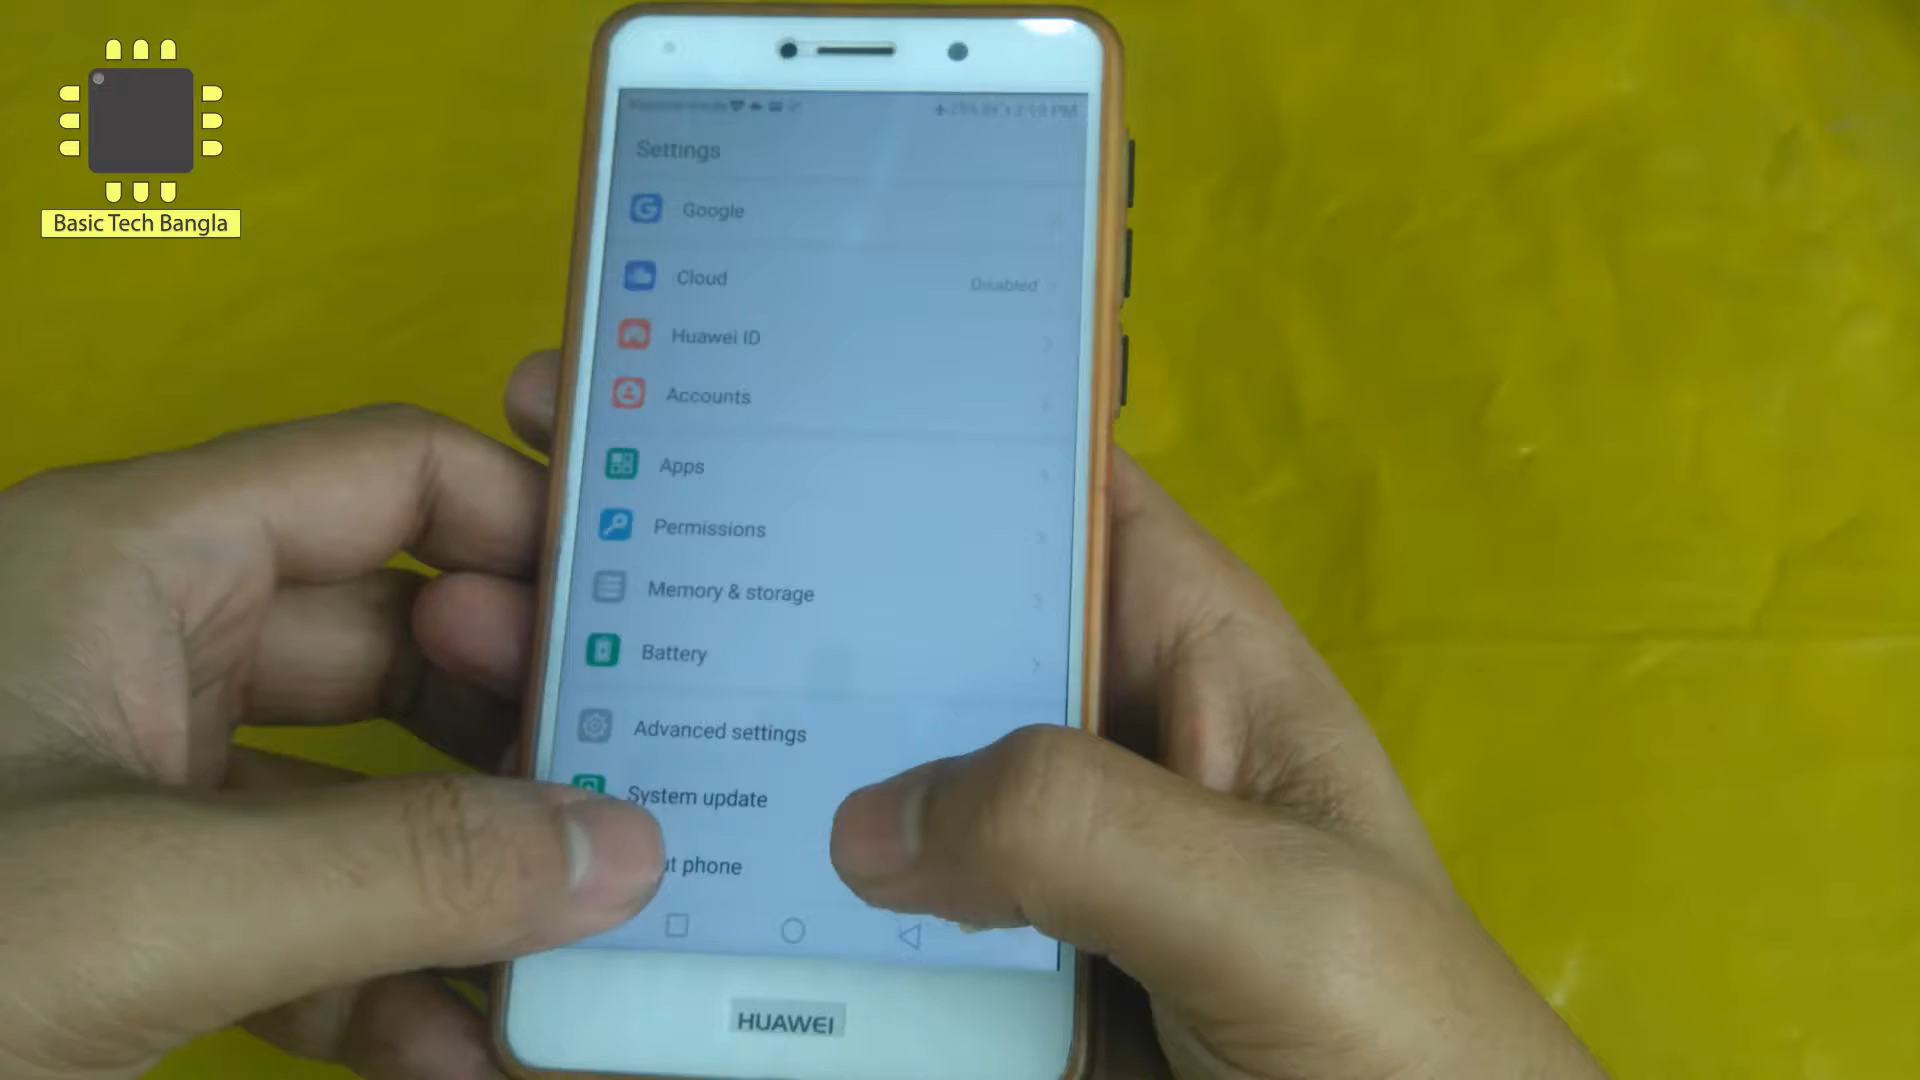 Basic Tech Bangla
Settings
Google
Cloud
Disabled
Huawei ID
Accounts
Apps
Permissions
Memory & storage
Battery
Advanced settings
System update
ut phone
HUAWEI